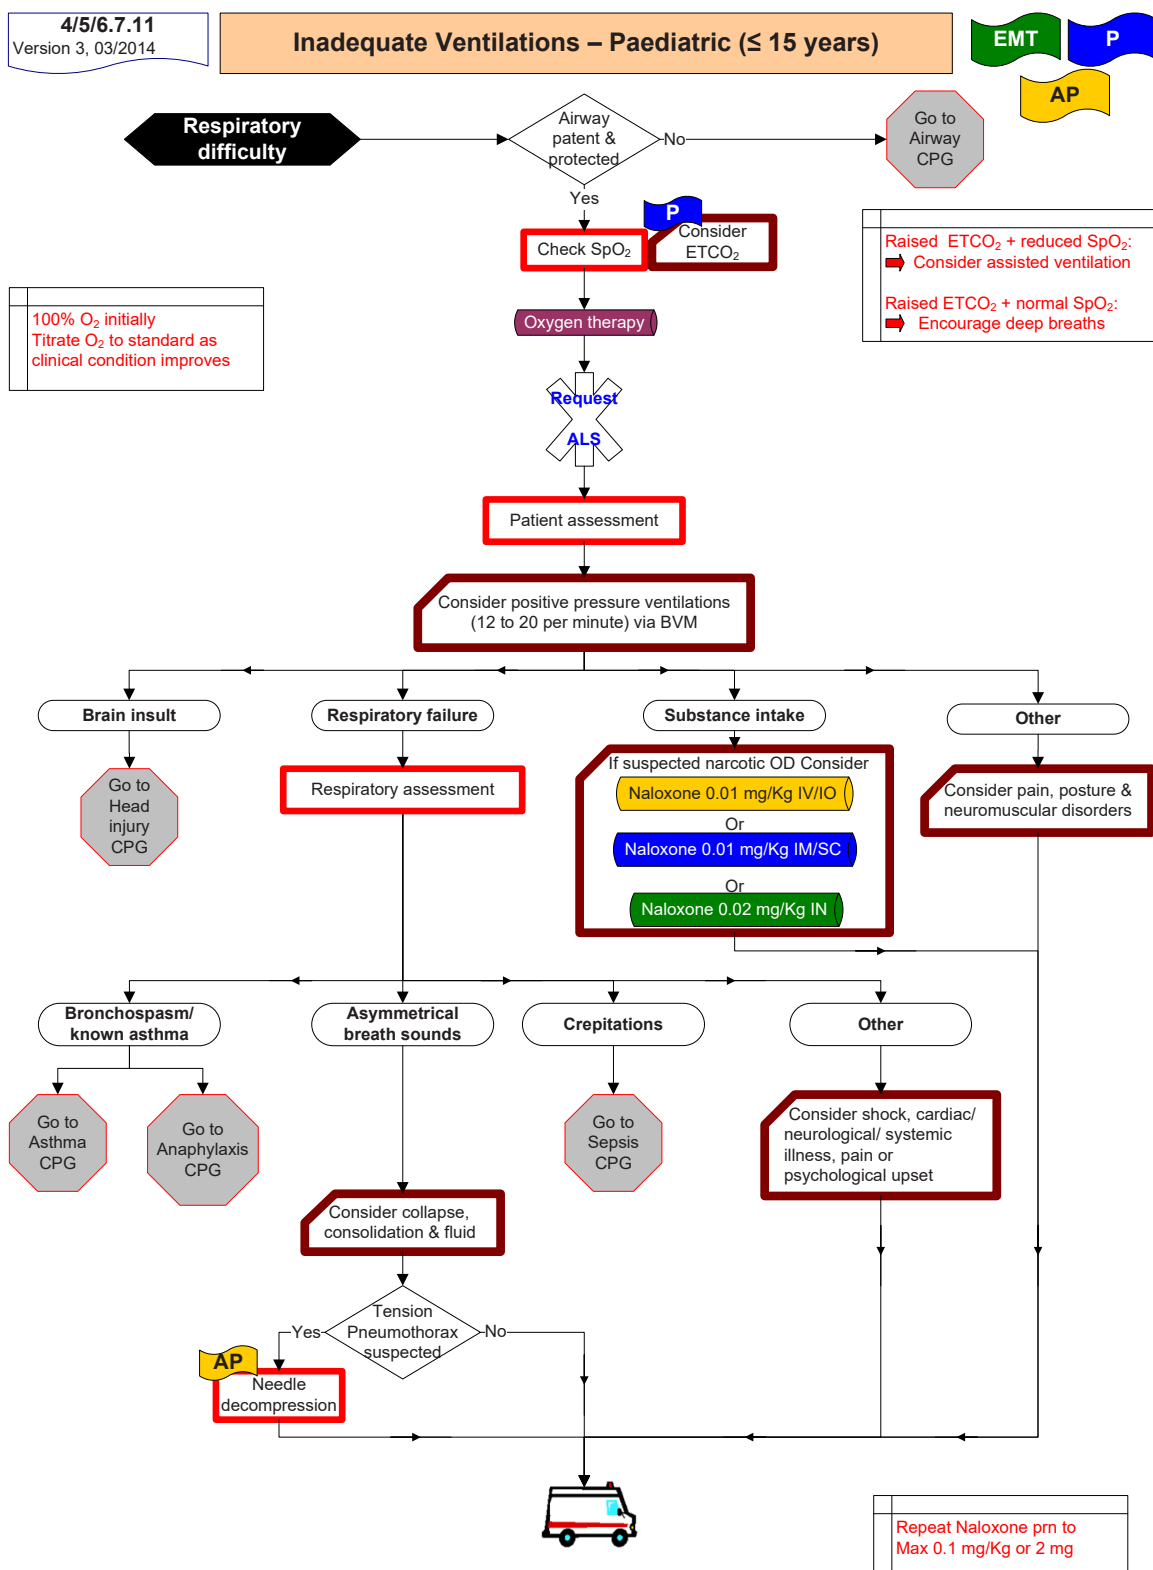 4/5/6.7.11
Version 3, 03/2014
Inadequate Ventilations – Paediatric (≤ 15 years)
EMT
P
AP
Respiratory
difficulty
Airway
patent &
protected
No
Go to
Airway
CPG
Yes
P
Check SpO₂
Consider
ETCO₂
Raised ETCO₂ + reduced SpO₂:
Consider assisted ventilation
Raised ETCO₂ + normal SpO₂:
Encourage deep breaths
100% O₂ initially
Titrate O₂ to standard as
clinical condition improves
Oxygen therapy
Request
ALS
Patient assessment
Consider positive pressure ventilations
(12 to 20 per minute) via BVM
Brain insult
Respiratory failure
Substance intake
Other
Go to
Head
injury
CPG
Respiratory assessment
If suspected narcotic OD Consider
Naloxone 0.01 mg/Kg IV/IO
Or
Naloxone 0.01 mg/Kg IM/SC
Or
Naloxone 0.02 mg/Kg IN
Consider pain, posture &
neuromuscular disorders
Bronchospasm/
known asthma
Asymmetrical
breath sounds
Crepitations
Other
Go to
Asthma
CPG
Go to
Anaphylaxis
CPG
Go to
Sepsis
CPG
Consider shock, cardiac/
neurological/ systemic
illness, pain or
psychological upset
Consider collapse,
consolidation & fluid
Tension
Pneumothorax
suspected
Yes
No
AP
Needle
decompression
Repeat Naloxone prn to
Max 0.1 mg/Kg or 2 mg